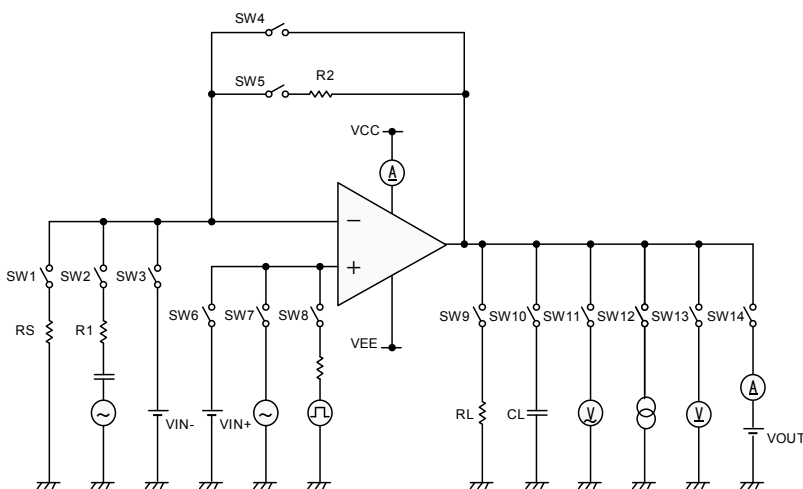 SW4
SW5
R2
VCC
A
−
+
SW1
SW2
SW3
SW6
SW7
SW8
SW9
SW10
SW11
SW12
SW13
SW14
RS
R1
VEE
A
VIN-
VIN+
RL
CL
V
V
VOUT